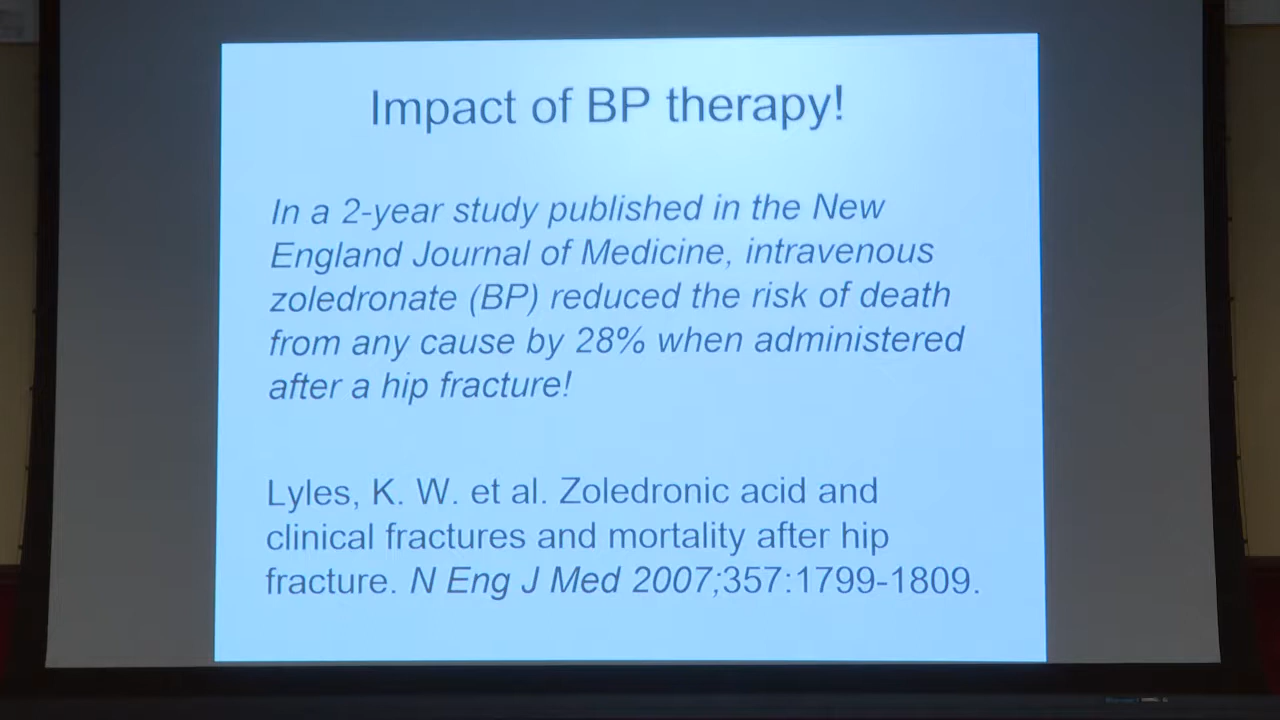 Impact of BP therapy!
In a 2-year study published in the New
England Journal of Medicine, intravenous
zoledronate (BP) reduced the risk of death
from any cause by 28% when administered
after a hip fracture!
Lyles, K. W. et al. Zoledronic acid and
clinical fractures and mortality after hip
fracture. N Eng J Med 2007;357:1799-1809.